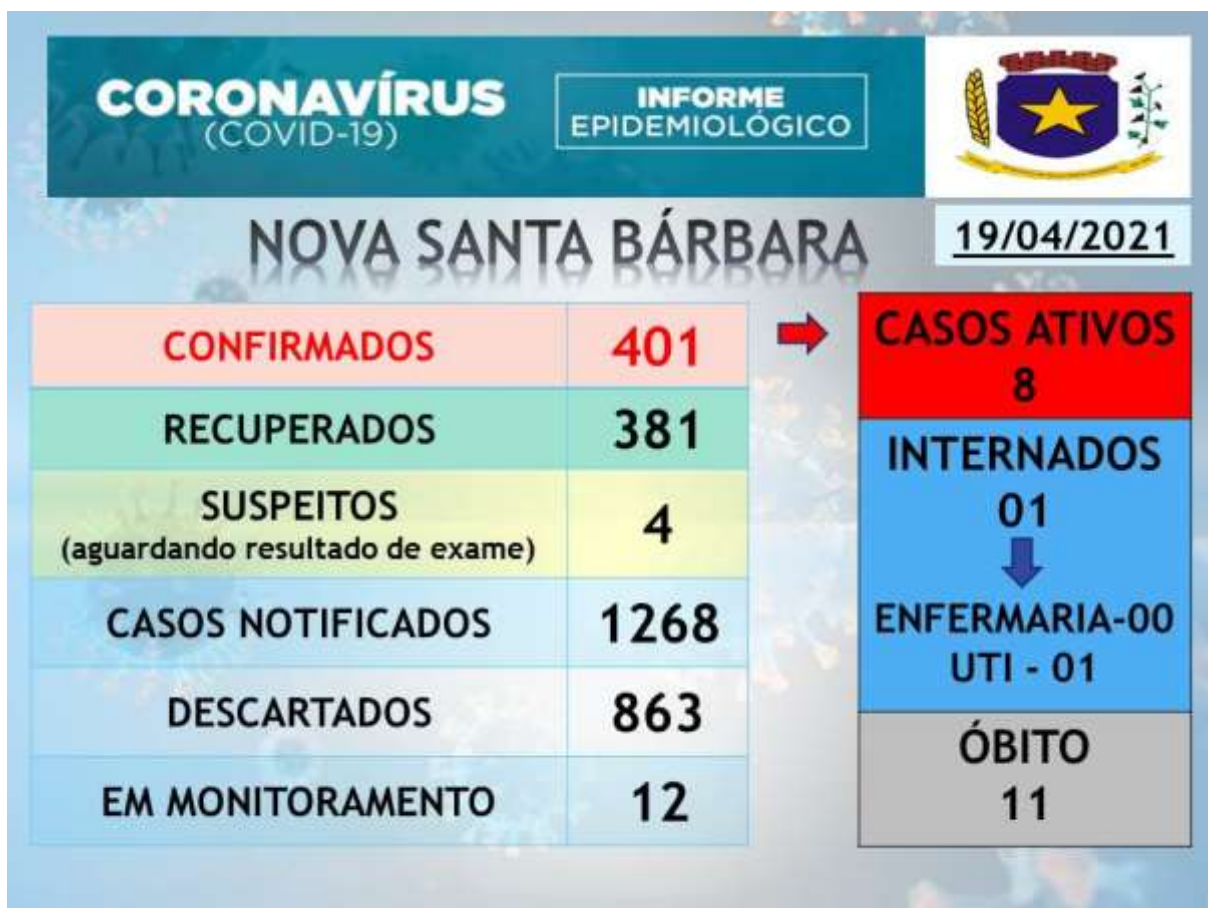 CORONAVÍRUS
(COVID-19)
INFORME
EPIDEMIOLÓGICO
NOVA SANTA BÁRBARA
19/04/2021
CONFIRMADOS 401
RECUPERADOS 381
SUSPEITOS
(aguardando resultado de exame) 4
CASOS NOTIFICADOS 1268
DESCARTADOS 863
EM MONITORAMENTO 12
CASOS ATIVOS
8
INTERNADOS
01
ENFERMARIA-00
UTI - 01
ÓBITO
11